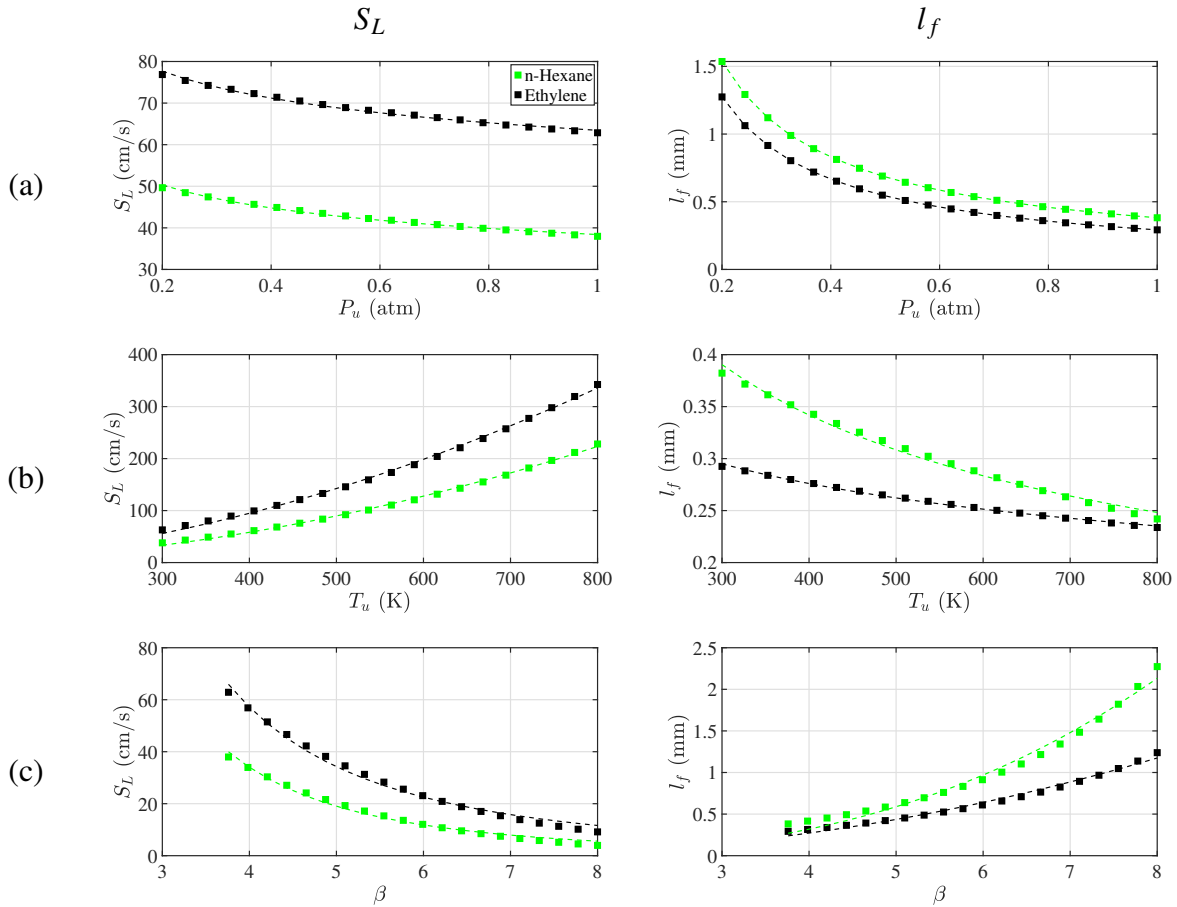 S_L l_f
(a)
80
70
60
50
40
30
S_L (cm/s)
n-Hexane
Ethylene
0.2 0.4 0.6 0.8 1
P_u (atm)
1.5
1
0.5
0
l_f (mm)
0.2 0.4 0.6 0.8 1
P_u (atm)
(b)
400
300
200
100
0
S_L (cm/s)
300 400 500 600 700 800
T_u (K)
0.4
0.35
0.3
0.25
0.2
l_f (mm)
300 400 500 600 700 800
T_u (K)
(c)
80
60
40
20
0
S_L (cm/s)
3 4 5 6 7 8
β
2.5
2
1.5
1
0.5
0
l_f (mm)
3 4 5 6 7 8
β